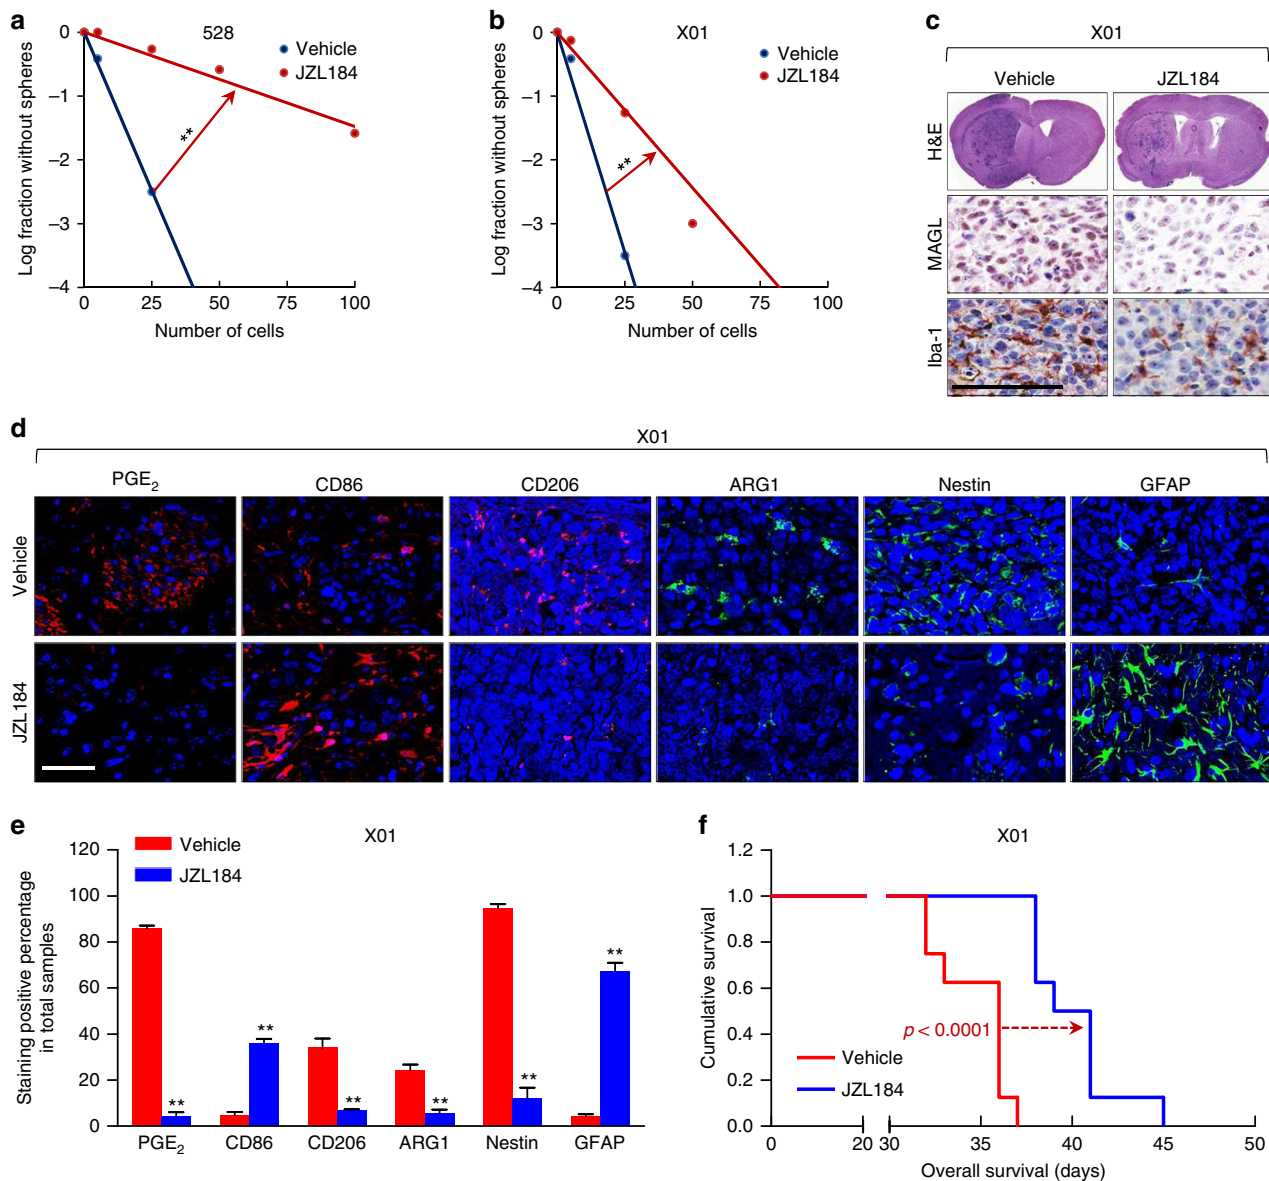 a
528
Vehicle
JZL184
**
Log fraction without spheres
0
–1
–2
–3
–4
0
25
50
75
100
Number of cells
b
X01
Vehicle
JZL184
**
Log fraction without spheres
0
–1
–2
–3
–4
0
25
50
75
100
Number of cells
c
X01
Vehicle
JZL184
H&E
MAGL
Iba-1
d
X01
PGE2
CD86
CD206
ARG1
Nestin
GFAP
Vehicle
JZL184
e
X01
Vehicle
JZL184
Staining positive percentage
in total samples
120
100
80
60
40
20
0
**
**
**
**
**
**
PGE2
CD86
CD206
ARG1
Nestin
GFAP
f
X01
Cumulative survival
1.2
1.0
0.8
0.6
0.4
0.2
0.0
p < 0.0001
Vehicle
JZL184
0
20
30
35
40
45
50
Overall survival (days)